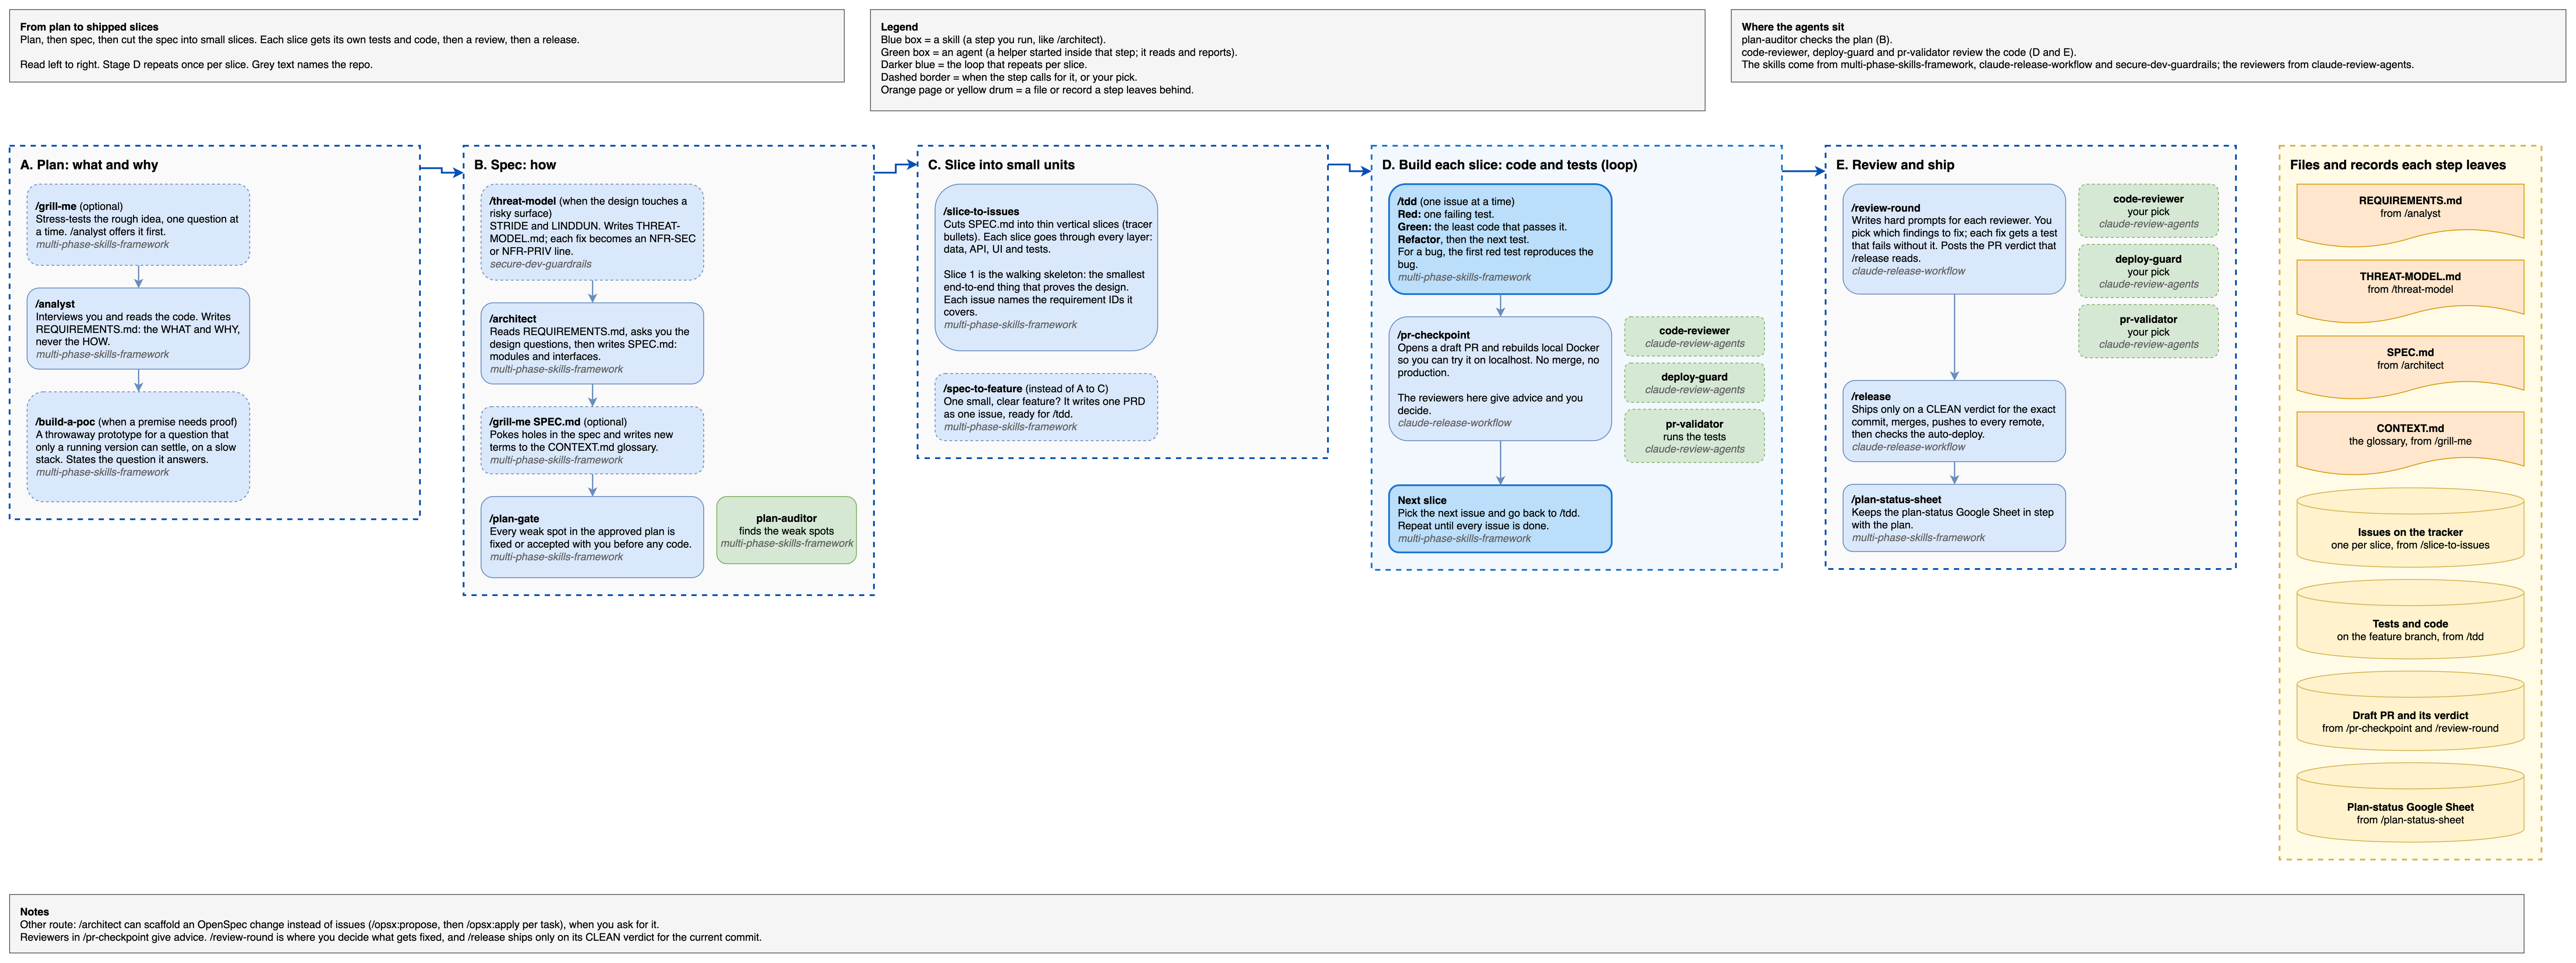 From plan to shipped slices
Plan, then spec, then cut the spec into small slices. Each slice gets its own tests and code, then a review, then a release.
Read left to right. Stage D repeats once per slice. Grey text names the repo.
Legend
Blue box = a skill (a step you run, like /architect).
Green box = an agent (a helper started inside that step; it reads and reports).
Darker blue = the loop that repeats per slice.
Dashed border = when the step calls for it, or your pick.
Orange page or yellow drum = a file or record a step leaves behind.
Where the agents sit
plan-auditor checks the plan (B).
code-reviewer, deploy-guard and pr-validator review the code (D and E).
The skills come from multi-phase-skills-framework, claude-release-workflow and secure-dev-guardrails; the reviewers from claude-review-agents.
A. Plan: what and why
/grill-me (optional)
Stress-tests the rough idea, one question at
a time. /analyst offers it first.
multi-phase-skills-framework
/analyst
Interviews you and reads the code. Writes
REQUIREMENTS.md: the WHAT and WHY,
never the HOW.
multi-phase-skills-framework
/build-a-poc (when a premise needs proof)
A throwaway prototype for a question that
only a running version can settle, on a slow
stack. States the question it answers.
multi-phase-skills-framework
B. Spec: how
/threat-model (when the design touches a
risky surface)
STRIDE and LINDDUN. Writes THREAT-
MODEL.md; each fix becomes an NFR-SEC
or NFR-PRIV line.
secure-dev-guardrails
/architect
Reads REQUIREMENTS.md, asks you the
design questions, then writes SPEC.md:
modules and interfaces.
multi-phase-skills-framework
/grill-me SPEC.md (optional)
Pokes holes in the spec and writes new
terms to the CONTEXT.md glossary.
multi-phase-skills-framework
/plan-gate
Every weak spot in the approved plan is
fixed or accepted with you before any code.
multi-phase-skills-framework
plan-auditor
finds the weak spots
multi-phase-skills-framework
C. Slice into small units
/slice-to-issues
Cuts SPEC.md into thin vertical slices (tracer
bullets). Each slice goes through every layer:
data, API, UI and tests.
Slice 1 is the walking skeleton: the smallest
end-to-end thing that proves the design.
Each issue names the requirement IDs it
covers.
multi-phase-skills-framework
/spec-to-feature (instead of A to C)
One small, clear feature? It writes one PRD
as one issue, ready for /tdd.
multi-phase-skills-framework
D. Build each slice: code and tests (loop)
/tdd (one issue at a time)
Red: one failing test.
Green: the least code that passes it.
Refactor, then the next test.
For a bug, the first red test reproduces the
bug.
multi-phase-skills-framework
/pr-checkpoint
Opens a draft PR and rebuilds local Docker
so you can try it on localhost. No merge, no
production.
The reviewers here give advice and you
decide.
claude-release-workflow
code-reviewer
claude-review-agents
deploy-guard
claude-review-agents
pr-validator
runs the tests
claude-review-agents
Next slice
Pick the next issue and go back to /tdd.
Repeat until every issue is done.
multi-phase-skills-framework
E. Review and ship
/review-round
Writes hard prompts for each reviewer. You
pick which findings to fix; each fix gets a test
that fails without it. Posts the PR verdict that
/release reads.
claude-release-workflow
code-reviewer
your pick
claude-review-agents
deploy-guard
your pick
claude-review-agents
pr-validator
your pick
claude-review-agents
/release
Ships only on a CLEAN verdict for the exact
commit, merges, pushes to every remote,
then checks the auto-deploy.
claude-release-workflow
/plan-status-sheet
Keeps the plan-status Google Sheet in step
with the plan.
multi-phase-skills-framework
Files and records each step leaves
REQUIREMENTS.md
from /analyst
THREAT-MODEL.md
from /threat-model
SPEC.md
from /architect
CONTEXT.md
the glossary, from /grill-me
Issues on the tracker
one per slice, from /slice-to-issues
Tests and code
on the feature branch, from /tdd
Draft PR and its verdict
from /pr-checkpoint and /review-round
Plan-status Google Sheet
from /plan-status-sheet
Notes
Other route: /architect can scaffold an OpenSpec change instead of issues (/opsx:propose, then /opsx:apply per task), when you ask for it.
Reviewers in /pr-checkpoint give advice. /review-round is where you decide what gets fixed, and /release ships only on its CLEAN verdict for the current commit.